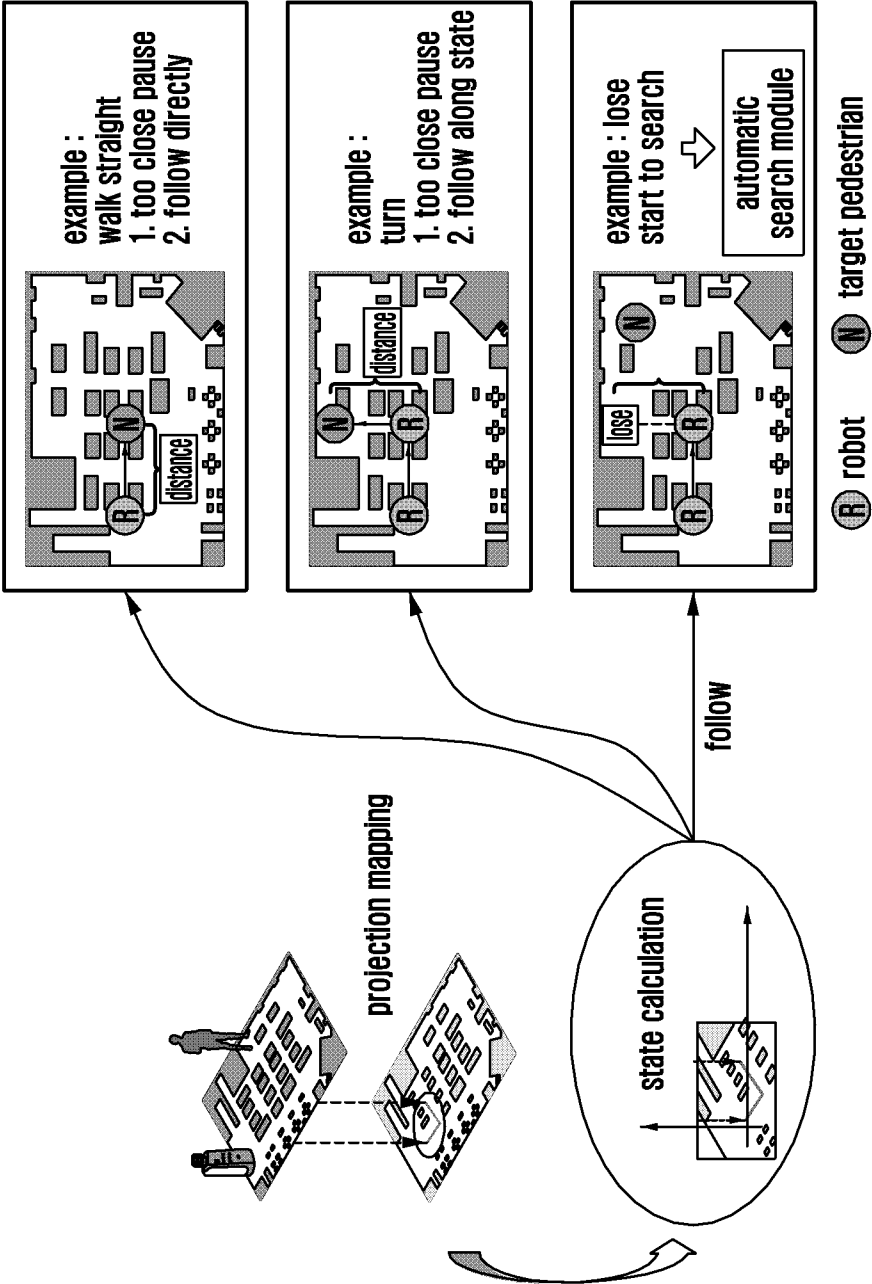 projection mapping
state calculation
follow
R
N
distance
example :
walk straight
1. too close pause
2. follow directly
R
R
N
distance
example :
turn
1. too close pause
2. follow along state
R
R
N
lose
example : lose
start to search
automatic
search module
R robot
N target pedestrian